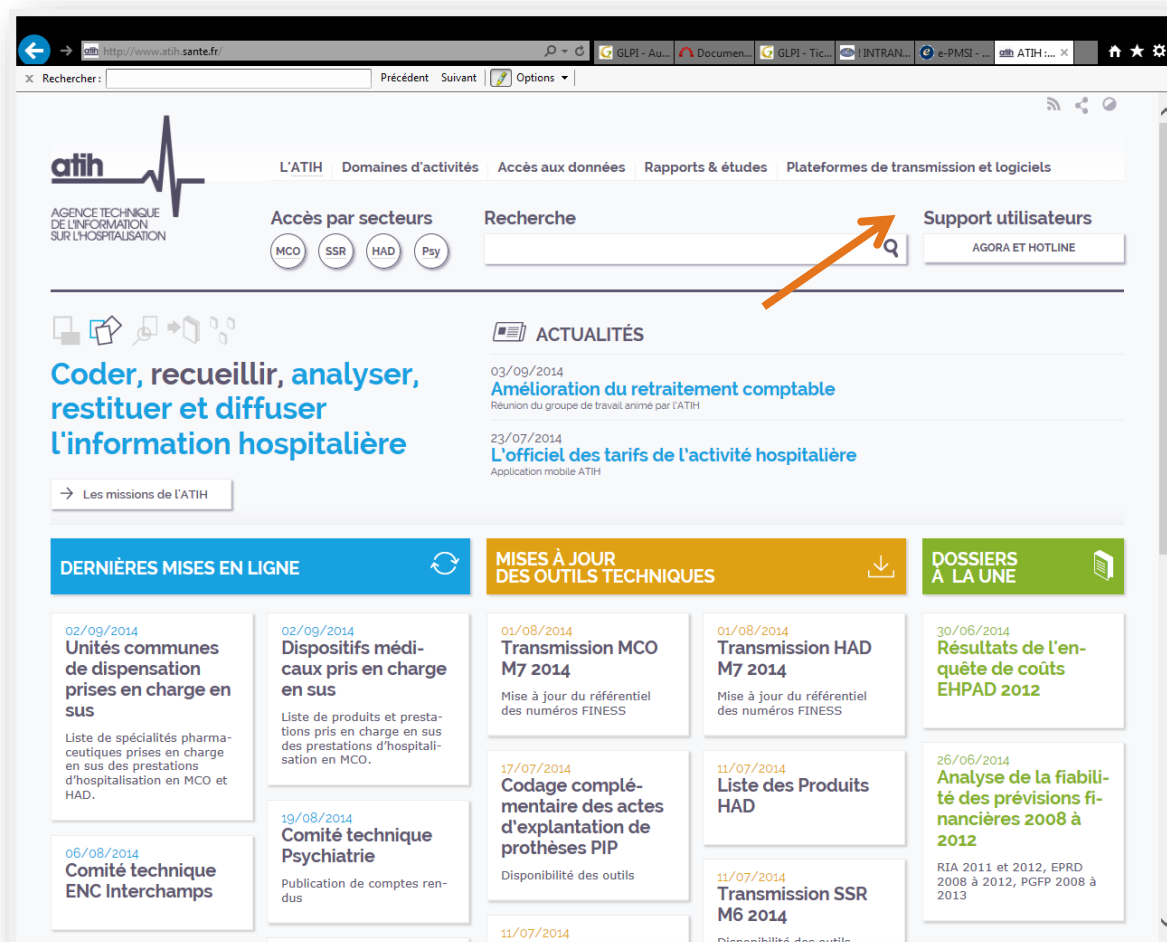 http://www.atih.sante.fr/
GLPI - Au...
Documen...
GLPI - Tic...
! INTRAN...
e-PMSI - ...
atih ATIH :... ×
x Rechercher :
Précédent Suivant
Options
atih
AGENCE TECHNIQUE
DE L'INFORMATION
SUR L'HOSPITALISATION
L'ATIH
Domaines d'activités
Accès aux données
Rapports & études
Plateformes de transmission et logiciels
Accès par secteurs
MCO
SSR
HAD
Psy
Recherche
Support utilisateurs
AGORA ET HOTLINE
Coder, recueillir, analyser,
restituer et diffuser
l'information hospitalière
→ Les missions de l'ATIH
ACTUALITÉS
03/09/2014
Amélioration du retraitement comptable
Réunion du groupe de travail animé par l'ATIH
23/07/2014
L'officiel des tarifs de l'activité hospitalière
Application mobile ATIH
DERNIÈRES MISES EN LIGNE
02/09/2014
Unités communes
de dispensation
prises en charge en
sus
Liste de spécialités pharma-
ceutiques prises en charge
en sus des prestations
d'hospitalisation en MCO et
HAD.
06/08/2014
Comité technique
ENC Interchamps
02/09/2014
Dispositifs médi-
caux pris en charge
en sus
Liste de produits et presta-
tions pris en charge en sus
des prestations d'hospitali-
sation en MCO.
19/08/2014
Comité technique
Psychiatrie
Publication de comptes ren-
dus
MISES À JOUR
DES OUTILS TECHNIQUES
01/08/2014
Transmission MCO
M7 2014
Mise à jour du référentiel
des numéros FINESS
17/07/2014
Codage complé-
mentaire des actes
d'explantation de
prothèses PIP
Disponibilité des outils
11/07/2014
01/08/2014
Transmission HAD
M7 2014
Mise à jour du référentiel
des numéros FINESS
11/07/2014
Liste des Produits
HAD
11/07/2014
Transmission SSR
M6 2014
Disponibilité des outils
DOSSIERS
À LA UNE
30/06/2014
Résultats de l'en-
quête de coûts
EHPAD 2012
26/06/2014
Analyse de la fiabili-
té des prévisions fi-
nancières 2008 à
2012
RIA 2011 et 2012, EPRD
2008 à 2012, PGFP 2008 à
2013